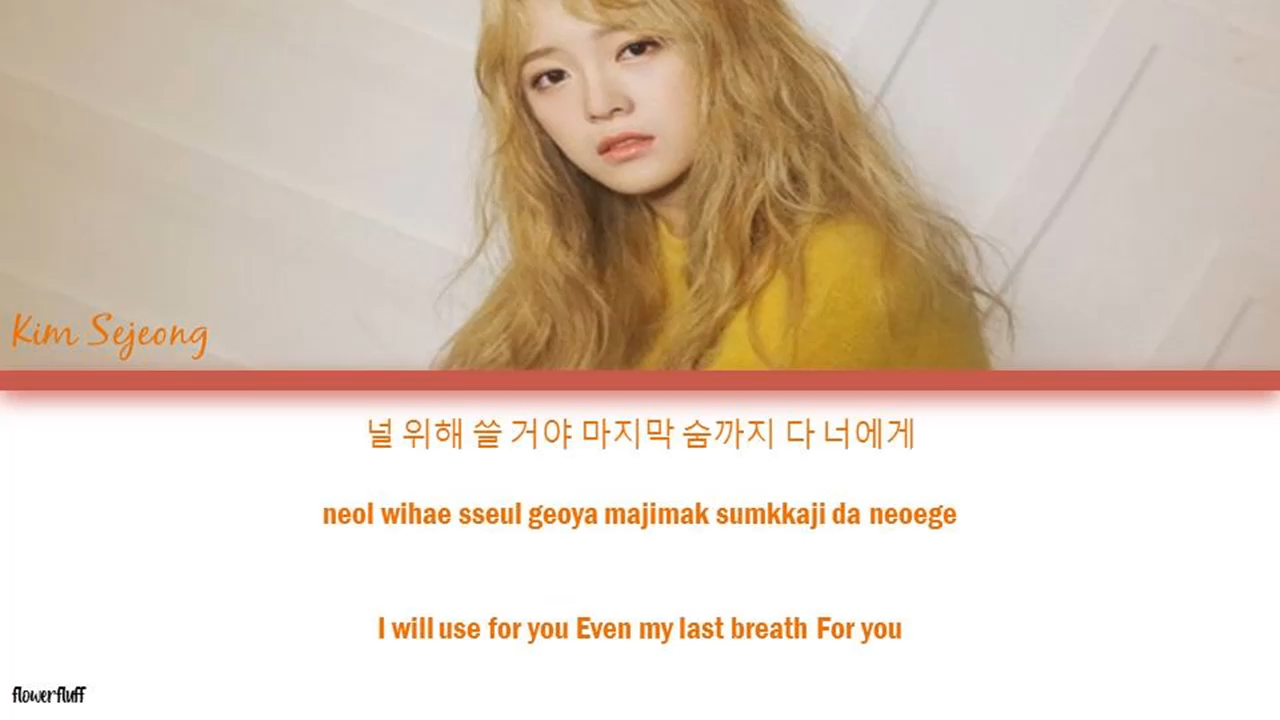 Kim Sejeong
널 위해 쓸 거야 마지막 숨까지 다 너에게
neol wihae sseul geoya majimak sumkkaji da neoege
I will use for you Even my last breath For you
flowerfluff